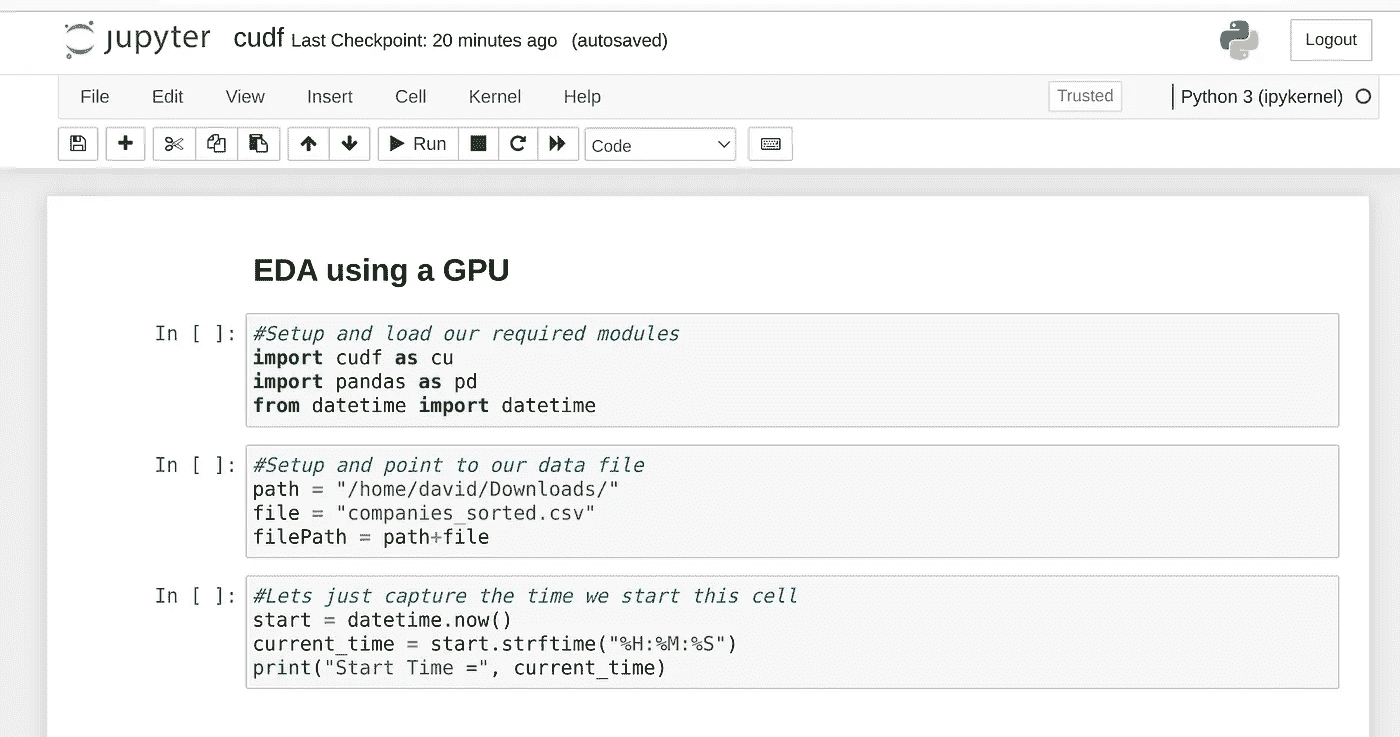 jupyter cudf Last Checkpoint: 20 minutes ago (autosaved) Logout
File Edit View Insert Cell Kernel Help Trusted Python 3 (ipykernel)
Run Code
EDA using a GPU
In [ ]: #Setup and load our required modules
import cudf as cu
import pandas as pd
from datetime import datetime
In [ ]: #Setup and point to our data file
path = "/home/david/Downloads/"
file = "companies_sorted.csv"
filePath = path+file
In [ ]: #Lets just capture the time we start this cell
start = datetime.now()
current_time = start.strftime("%H:%M:%S")
print("Start Time =", current_time)